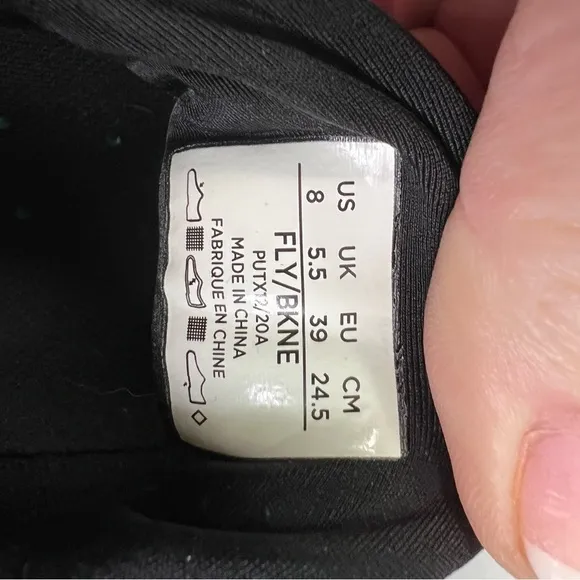 US UK EU CM
8 5.5 39 24.5
FLY/BKNE
PUTX12/20A
MADE IN CHINA
FABRIQUE EN CHINE